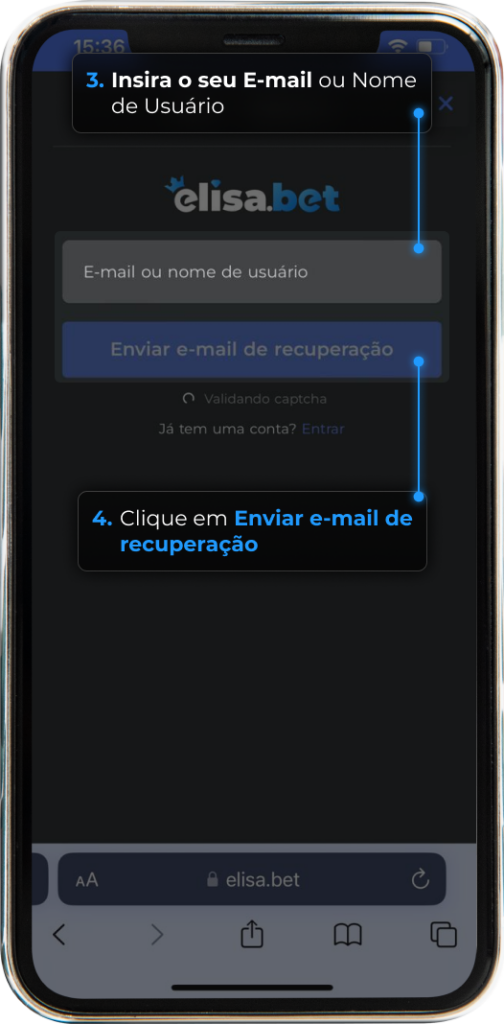 15:36
3. Insira o seu E-mail ou Nome
de Usuário
elisa.bet
E-mail ou nome de usuário
Enviar e-mail de recuperação
Validando captcha
Já tem uma conta? Entrar
4. Clique em Enviar e-mail de
recuperação
AA
elisa.bet